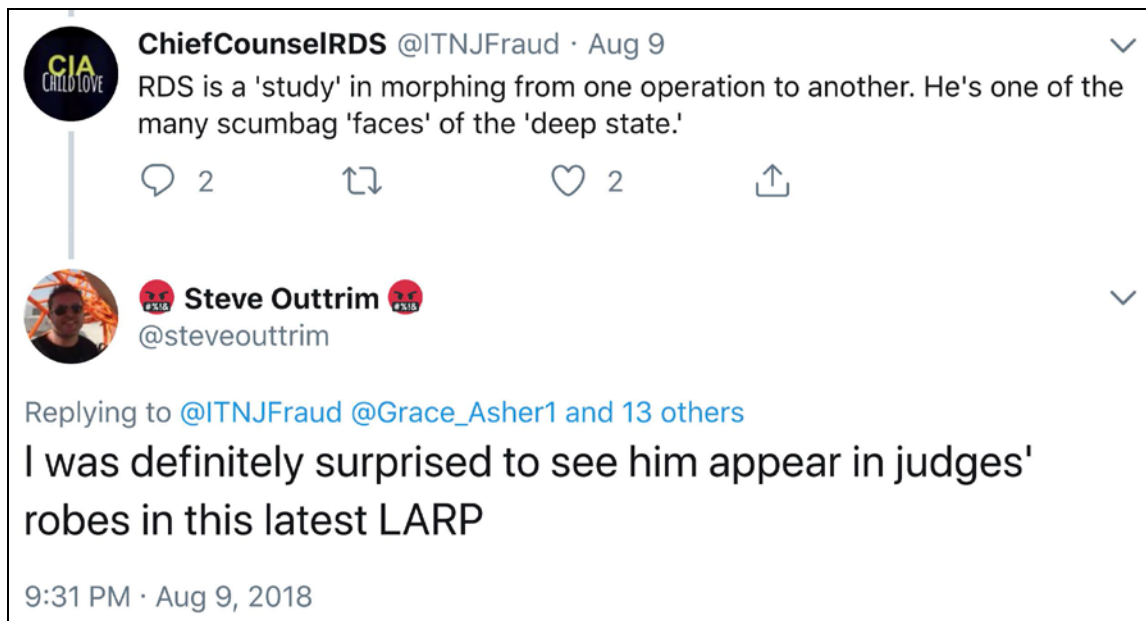 CIA
CHILD LOVE
ChiefCounselRDS @ITNJFraud · Aug 9
RDS is a 'study' in morphing from one operation to another. He's one of the
many scumbag 'faces' of the 'deep state.'
2 2
#%!& Steve Outtrim #%!&
@steveouttrim
Replying to @ITNJFraud @Grace_Asher1 and 13 others
I was definitely surprised to see him appear in judges'
robes in this latest LARP
9:31 PM · Aug 9, 2018